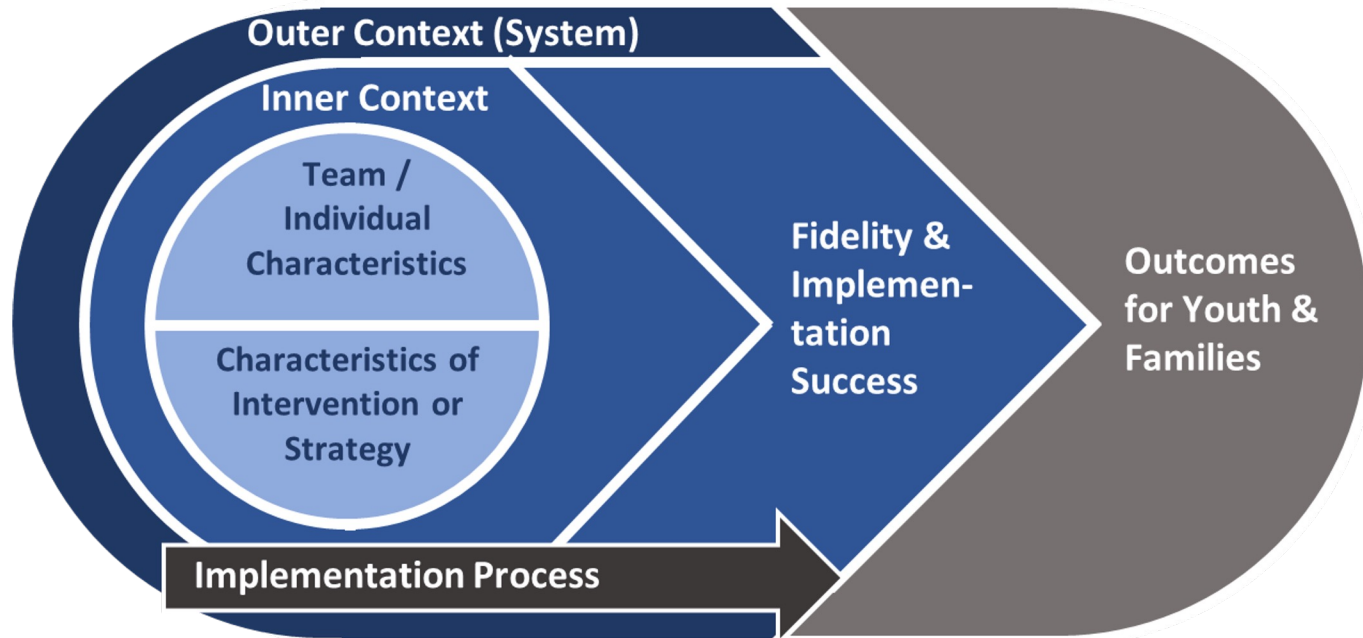 Outer Context (System)
Inner Context
Team /
Individual
Characteristics
Characteristics of
Intervention or
Strategy
Fidelity &
Implemen-
tation
Success
Outcomes
for Youth &
Families
Implementation Process